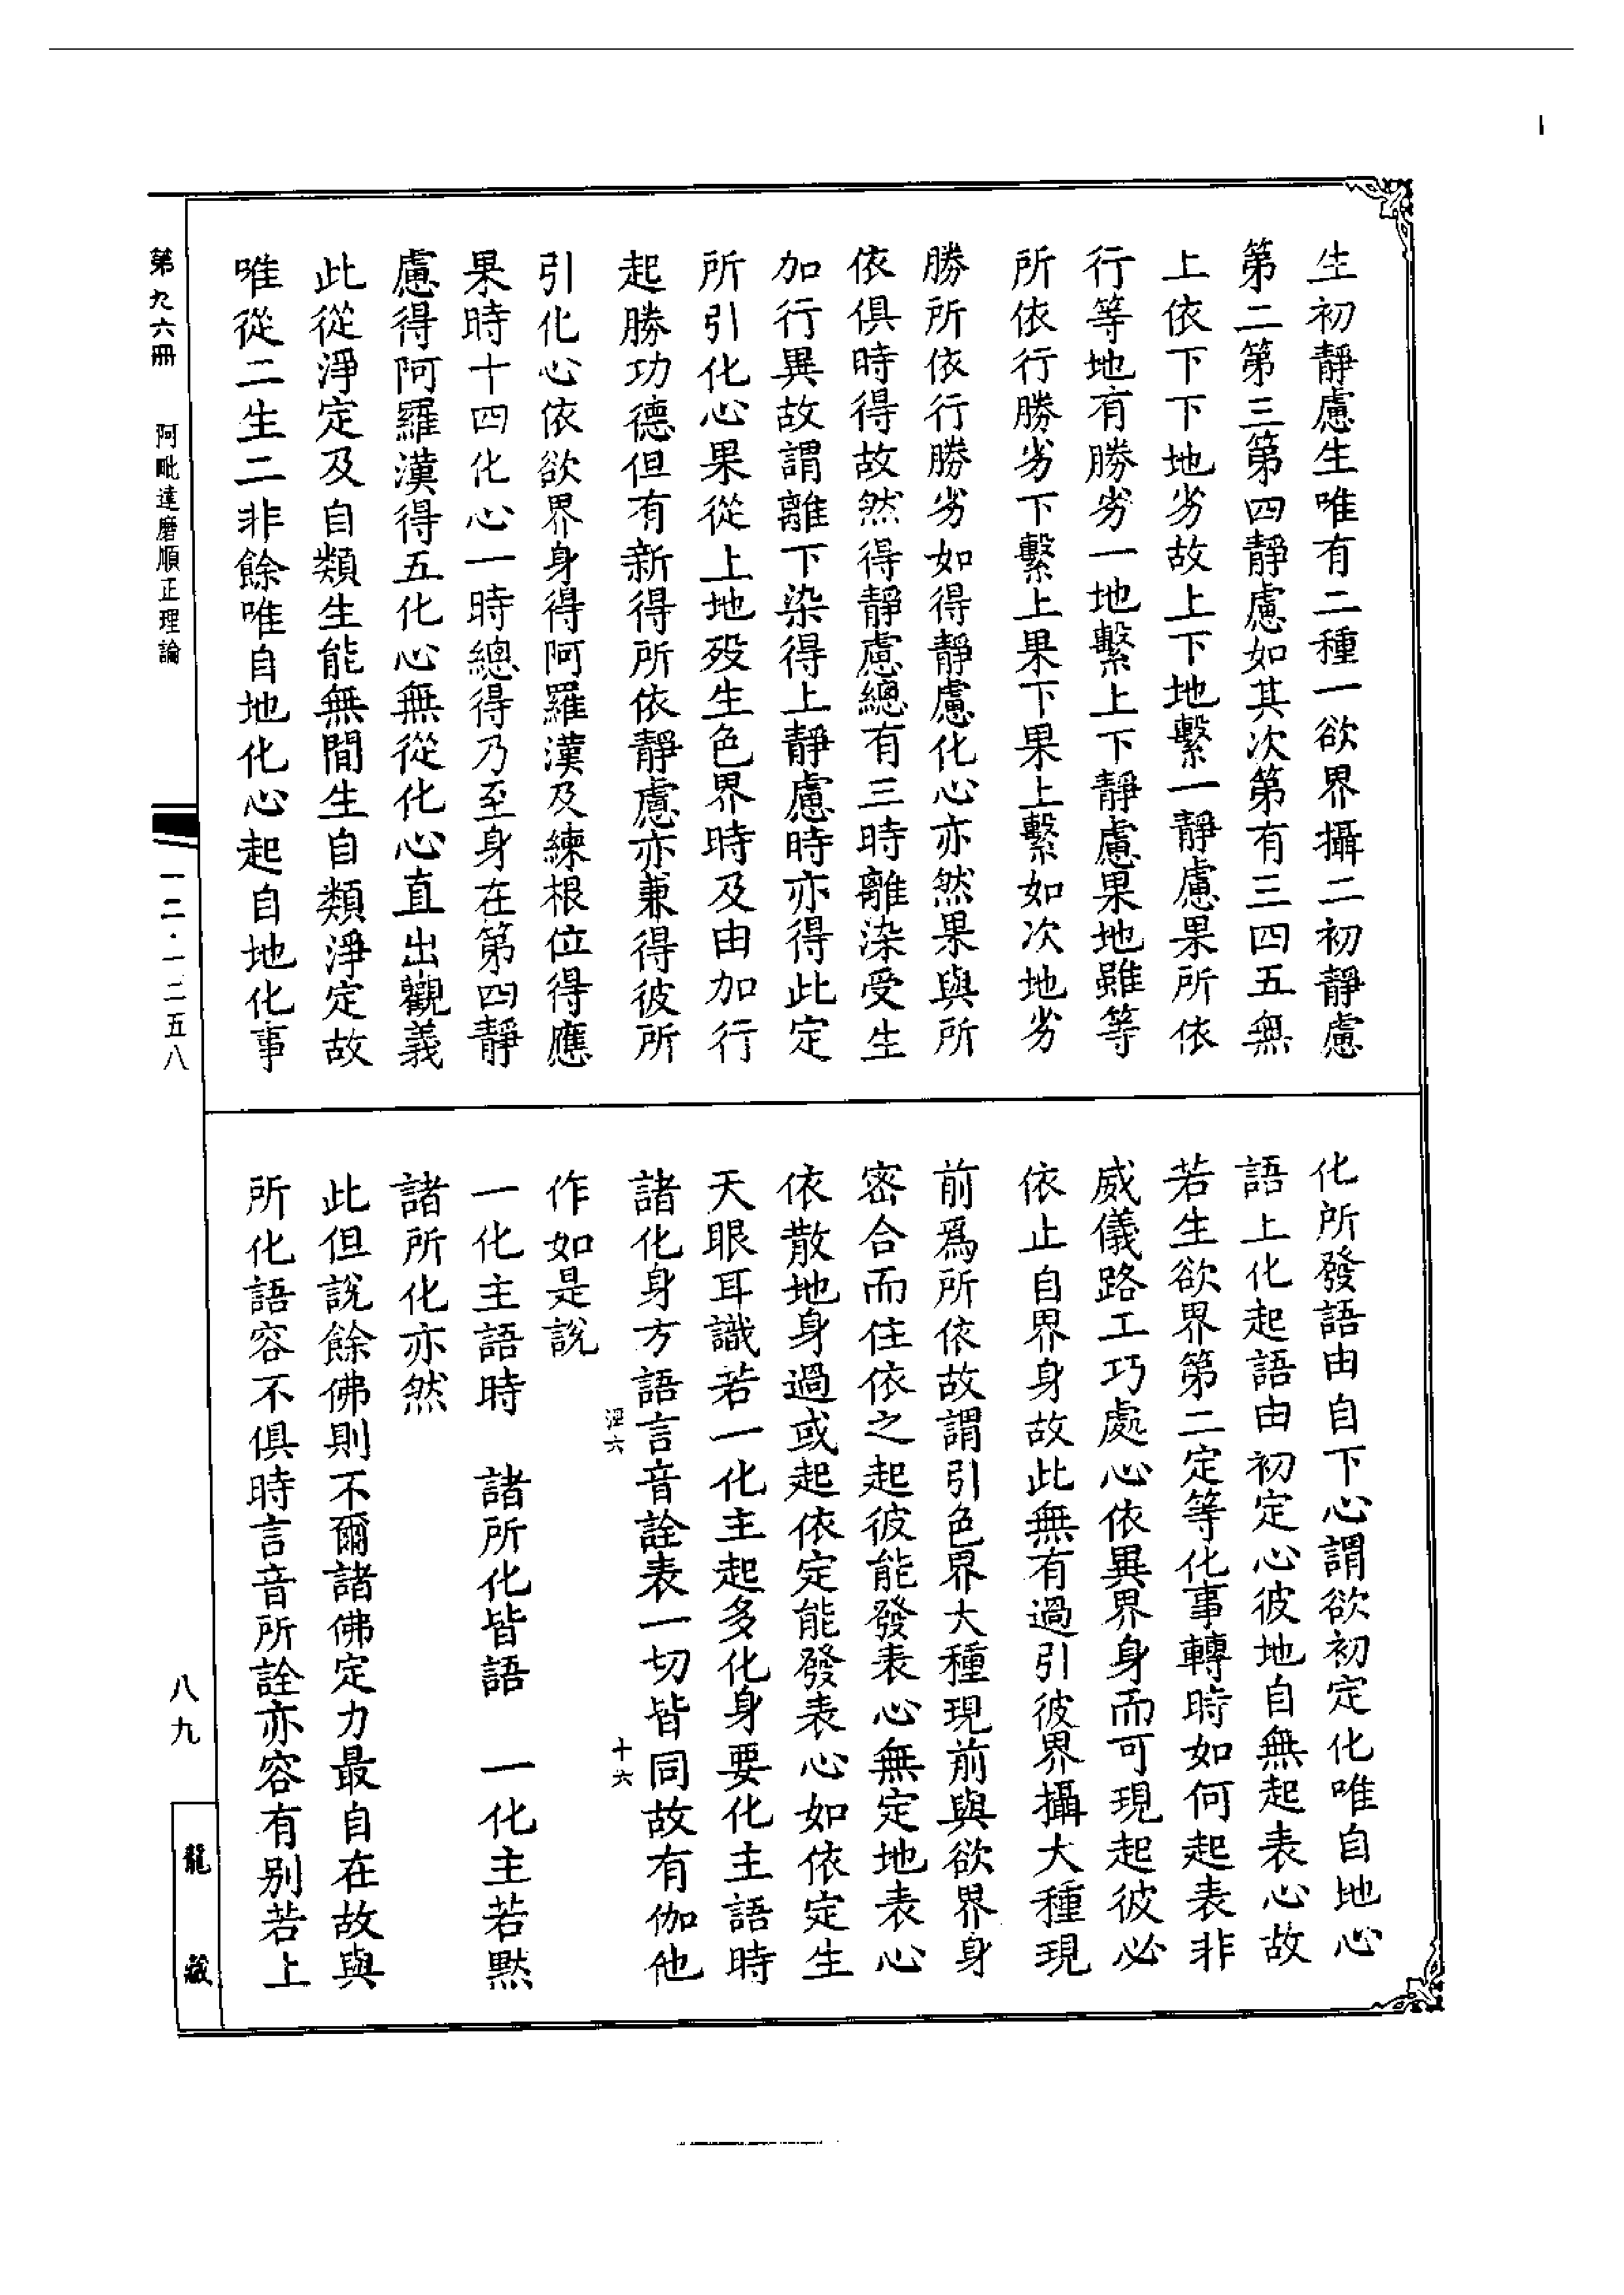 生初靜慮生唯有二種一欲界攝二初靜慮
第二第三第四靜慮如其次第有三四五無
上依下下地劣故上下地繫一靜慮果所依
行等地有勝劣一地繫上下靜慮果地雖等
所依行勝劣下繫上果下果上繫如次地劣
勝所依行勝劣如得靜慮化心亦然果與所
依俱時得故然得靜慮總有三時離染受生
加行異故謂離下染得上靜慮時亦得此定
所引化心果從上地歿生色界時及由加行
起勝功德但有新得所依靜慮亦兼得彼所
引化心依欲界身得阿羅漢及練根位得應
果時十四化心一時總得乃至身在第四靜
慮得阿羅漢得五化心無從化心直出觀義
此從淨定及自類生能無間生自類淨定故
唯從二生二非餘唯自地化心起自地化事
化所發語由自下心謂欲初定化唯自地心
語上化起語由初定心彼地自無起表心故
若生欲界第二定等化事轉時如何起表非
威儀路工巧處心依異界身而可現起彼必
依止自界身故此無有過引彼界攝大種現
前爲所依故謂引色界大種現前與欲界身
密合而住依之起彼能發表心無定地表心
依散地身過或起依定能發表心如依定生
天眼耳識若一化主起多化身要化主語時
諸化身方語言音詮表一切皆同故有伽他
淫六
十六
作如是說
一化主語時　諸所化皆語　一化主若黙
諸所化亦然
此但說餘佛則不爾諸佛定力最自在故與
所化語容不俱時言音所詮亦容有別若上
第九六冊　阿毗達磨順正理論
一二·一二五八
八九
龍藏